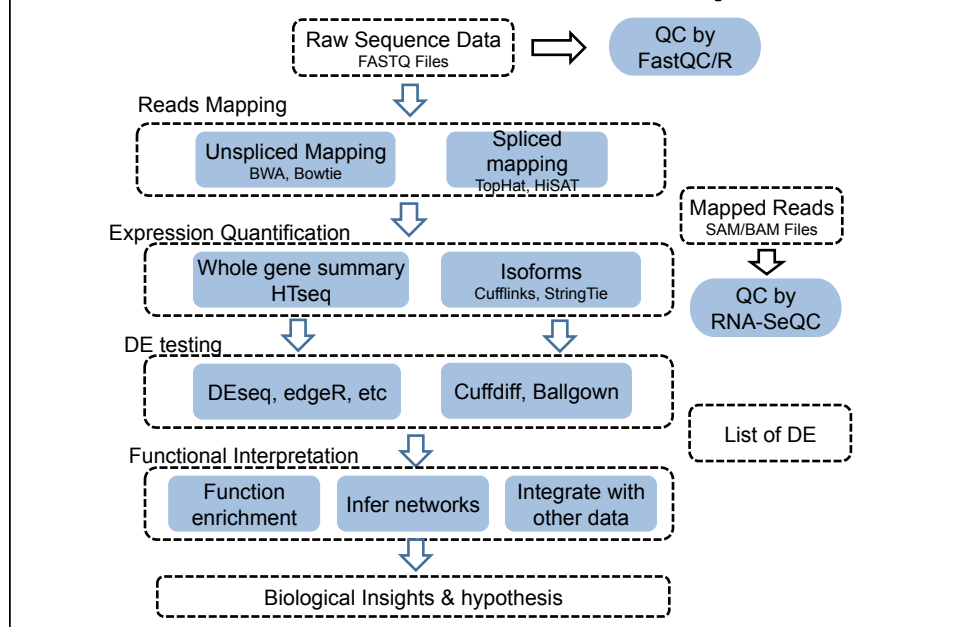 Raw Sequence Data
FASTQ Files
QC by
FastQC/R
Reads Mapping
Unspliced Mapping
BWA, Bowtie
Spliced
mapping
TopHat, HiSAT
Mapped Reads
SAM/BAM Files
Expression Quantification
Whole gene summary
HTseq
Isoforms
Cufflinks, StringTie
QC by
RNA-SeQC
DE testing
DEseq, edgeR, etc
Cuffdiff, Ballgown
List of DE
Functional Interpretation
Function
enrichment
Infer networks
Integrate with
other data
Biological Insights & hypothesis